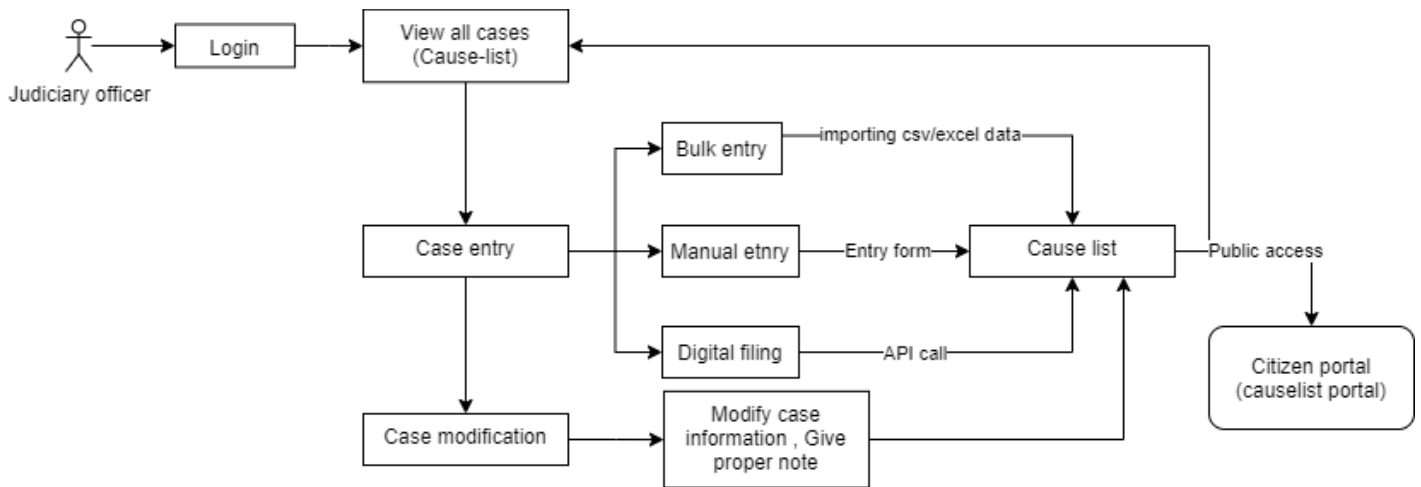 View all cases
(Cause-list)
Login
Judiciary officer
Bulk entry
importing csv/excel data
Case entry
Manual etnry
Entry form
Cause list
Public access
Digital filing
API call
Citizen portal
(causelist portal)
Case modification
Modify case
information , Give
proper note